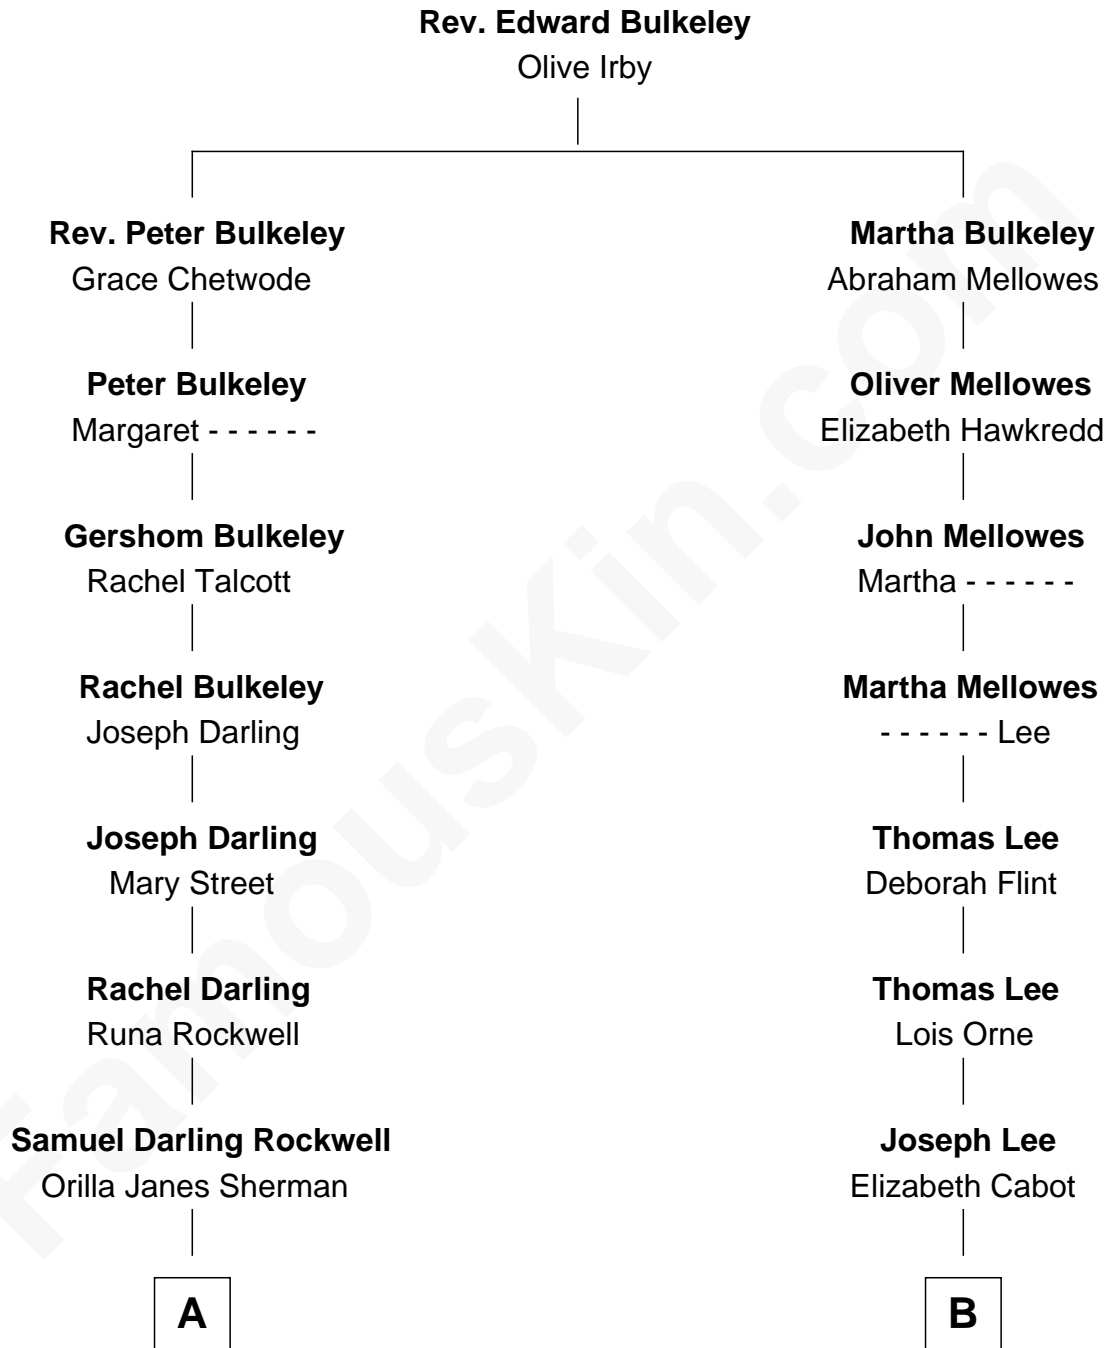 Rev. Edward Bulkeley
Olive Irby
Rev. Peter Bulkeley
Grace Chetwode
Martha Bulkeley
Abraham Mellowes
Peter Bulkeley
Margaret - - - - - -
Oliver Mellowes
Elizabeth Hawkredd
Gershom Bulkeley
Rachel Talcott
John Mellowes
Martha - - - - - -
Rachel Bulkeley
Joseph Darling
Martha Mellowes
- - - - - - Lee
Joseph Darling
Mary Street
Thomas Lee
Deborah Flint
Rachel Darling
Runa Rockwell
Thomas Lee
Lois Orne
Samuel Darling Rockwell
Orilla Janes Sherman
Joseph Lee
Elizabeth Cabot
A
B
FamousKin.com